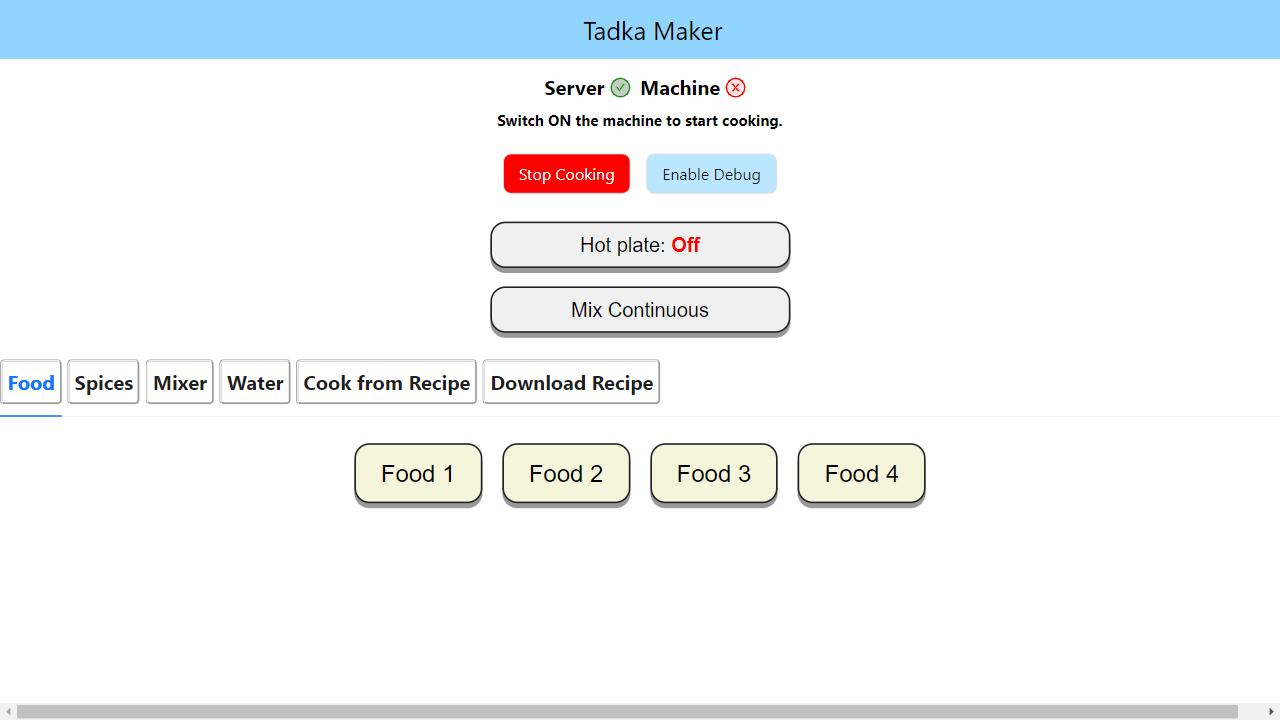 Tadka Maker
Server Machine
Switch ON the machine to start cooking.
Stop Cooking Enable Debug
Hot plate: Off
Mix Continuous
Food Spices Mixer Water Cook from Recipe Download Recipe
Food 1 Food 2 Food 3 Food 4